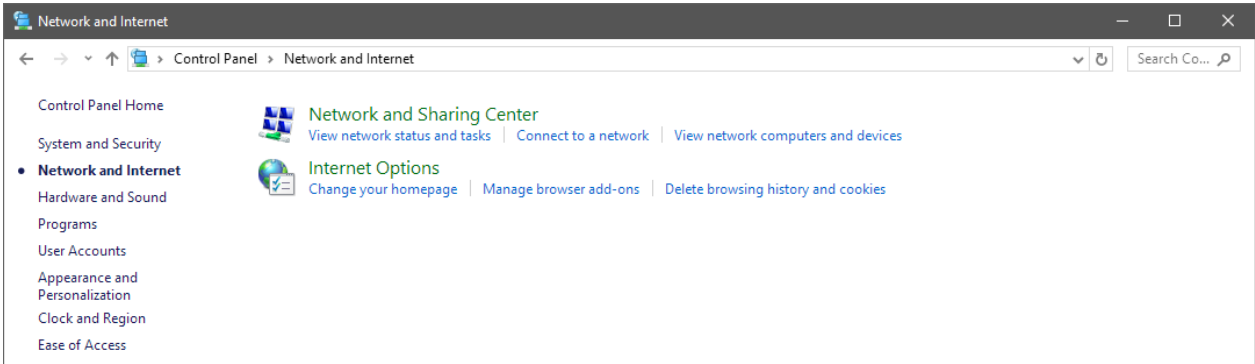 Network and Internet
Control Panel > Network and Internet
Search Co...
Control Panel Home
System and Security
Network and Internet
Hardware and Sound
Programs
User Accounts
Appearance and
Personalization
Clock and Region
Ease of Access
Network and Sharing Center
View network status and tasks | Connect to a network | View network computers and devices
Internet Options
Change your homepage | Manage browser add-ons | Delete browsing history and cookies